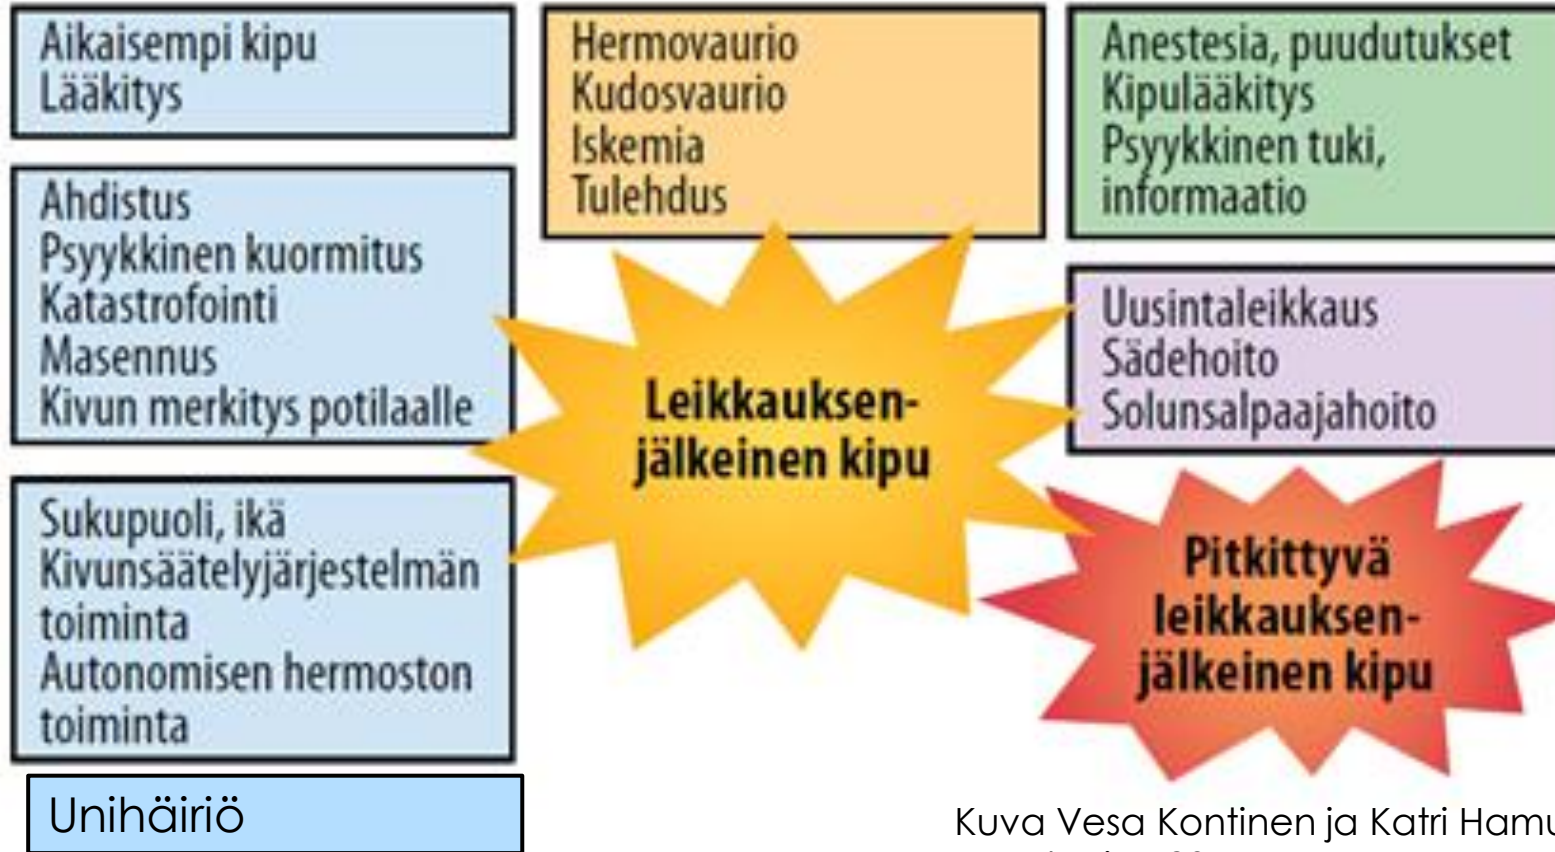 Aikaisempi kipu
Lääkitys
Ahdistus
Psyykkinen kuormitus
Katastrofointi
Masennus
Kivun merkitys potilaalle
Sukupuoli, ikä
Kivunsäätelyjärjestelmän
toiminta
Autonomisen hermoston
toiminta
Unihäiriö
Hermovaurio
Kudosvaurio
Iskemia
Tulehdus
Leikkauksen-
jälkeinen kipu
Anestesia, puudutukset
Kipulääkitys
Psyykkinen tuki,
informaatio
Uusintaleikkaus
Sädehoito
Solunsalpaajahoito
Pitkittyvä
leikkauksen-
jälkeinen kipu
Kuva Vesa Kontinen ja Katri